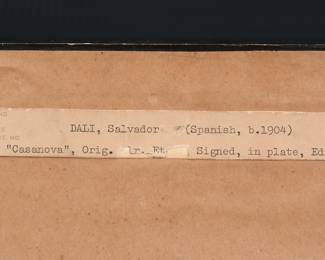 DALI, Salvador (Spanish, b.1904)
"Casanova", Orig. Signed, in plate, Ed